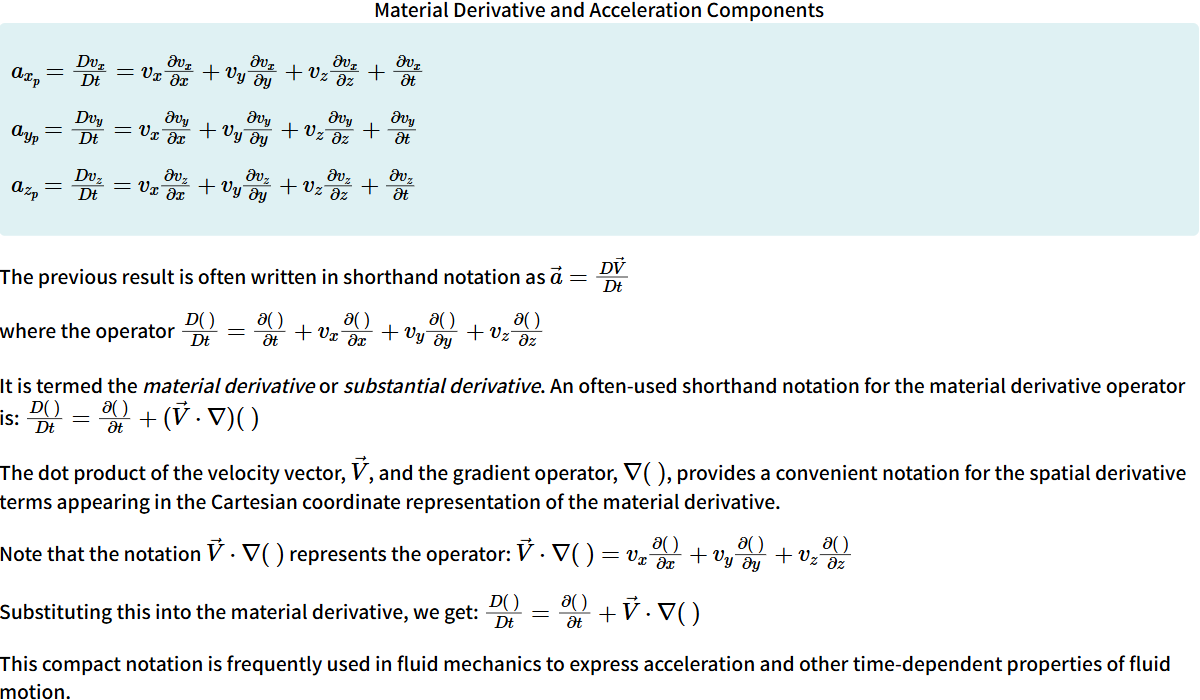 Material Derivative and Acceleration Components
$a_{x_p} = \frac{Dv_x}{Dt} = v_x \frac{\partial v_x}{\partial x} + v_y \frac{\partial v_x}{\partial y} + v_z \frac{\partial v_x}{\partial z} + \frac{\partial v_x}{\partial t}$
$a_{y_p} = \frac{Dv_y}{Dt} = v_x \frac{\partial v_y}{\partial x} + v_y \frac{\partial v_y}{\partial y} + v_z \frac{\partial v_y}{\partial z} + \frac{\partial v_y}{\partial t}$
$a_{z_p} = \frac{Dv_z}{Dt} = v_x \frac{\partial v_z}{\partial x} + v_y \frac{\partial v_z}{\partial y} + v_z \frac{\partial v_z}{\partial z} + \frac{\partial v_z}{\partial t}$
The previous result is often written in shorthand notation as $\vec{a} = \frac{D\vec{V}}{Dt}$
where the operator $\frac{D(\ )}{Dt} = \frac{\partial(\ )}{\partial t} + v_x \frac{\partial(\ )}{\partial x} + v_y \frac{\partial(\ )}{\partial y} + v_z \frac{\partial(\ )}{\partial z}$
It is termed the material derivative or substantial derivative. An often-used shorthand notation for the material derivative operator
is: $\frac{D(\ )}{Dt} = \frac{\partial(\ )}{\partial t} + (\vec{V} \cdot \nabla)(\ )$
The dot product of the velocity vector, $\vec{V}$, and the gradient operator, $\nabla(\ )$, provides a convenient notation for the spatial derivative
terms appearing in the Cartesian coordinate representation of the material derivative.
Note that the notation $\vec{V} \cdot \nabla(\ )$ represents the operator: $\vec{V} \cdot \nabla(\ ) = v_x \frac{\partial(\ )}{\partial x} + v_y \frac{\partial(\ )}{\partial y} + v_z \frac{\partial(\ )}{\partial z}$
Substituting this into the material derivative, we get: $\frac{D(\ )}{Dt} = \frac{\partial(\ )}{\partial t} + \vec{V} \cdot \nabla(\ )$
This compact notation is frequently used in fluid mechanics to express acceleration and other time-dependent properties of fluid
motion.